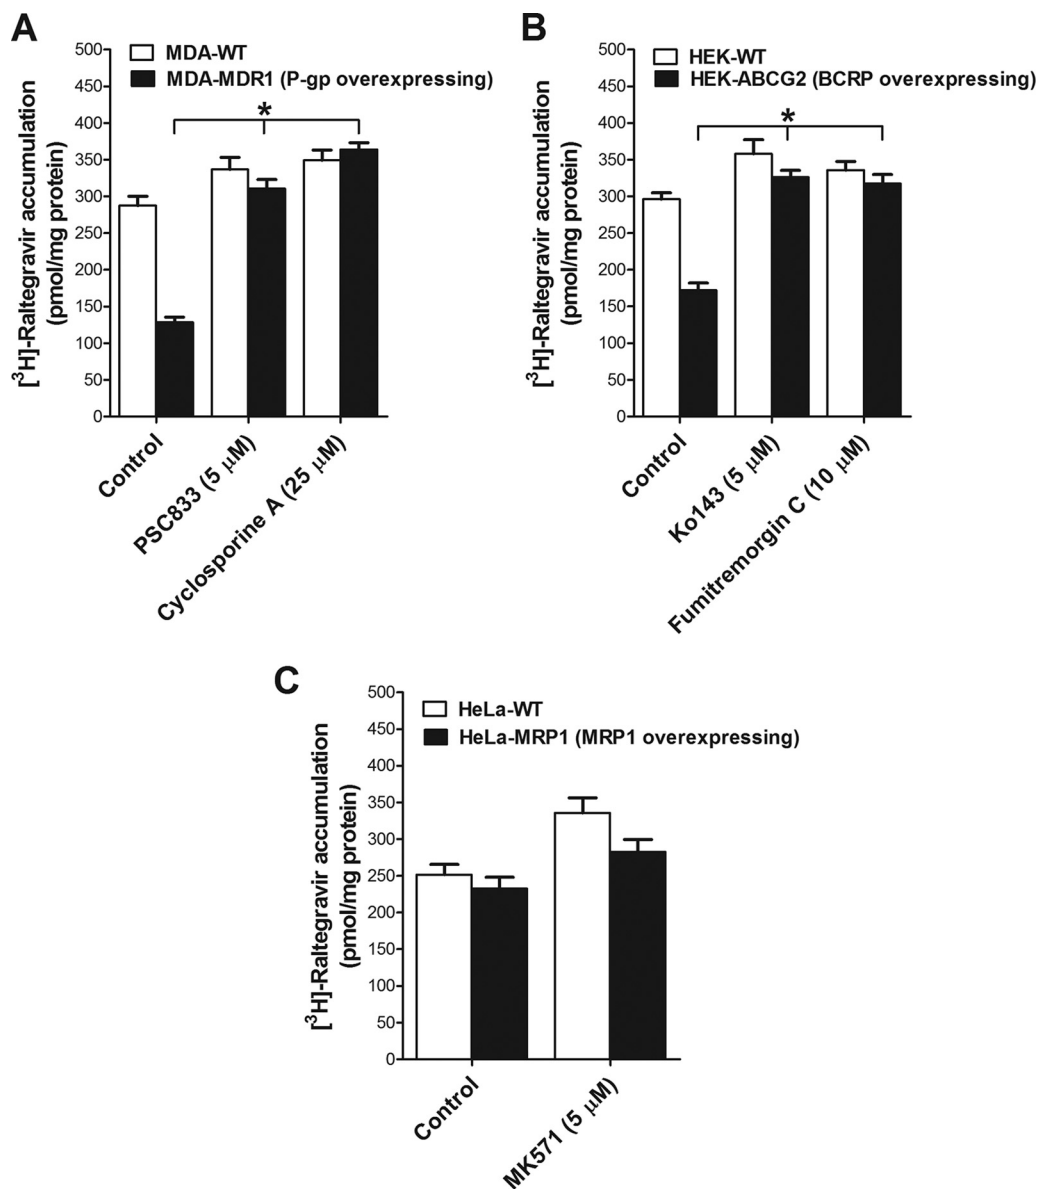 A
[³H]-Raltegravir accumulation
(pmol/mg protein)
500
450
400
350
300
250
200
150
100
50
0
MDA-WT
MDA-MDR1 (P-gp overexpressing)
*
Control
PSC833 (5 μM)
Cyclosporine A (25 μM)
B
[³H]-Raltegravir accumulation
(pmol/mg protein)
500
450
400
350
300
250
200
150
100
50
0
HEK-WT
HEK-ABCG2 (BCRP overexpressing)
*
Control
Ko143 (5 μM)
Fumitremorgin C (10 μM)
C
[³H]-Raltegravir accumulation
(pmol/mg protein)
500
450
400
350
300
250
200
150
100
50
0
HeLa-WT
HeLa-MRP1 (MRP1 overexpressing)
Control
MK571 (5 μM)